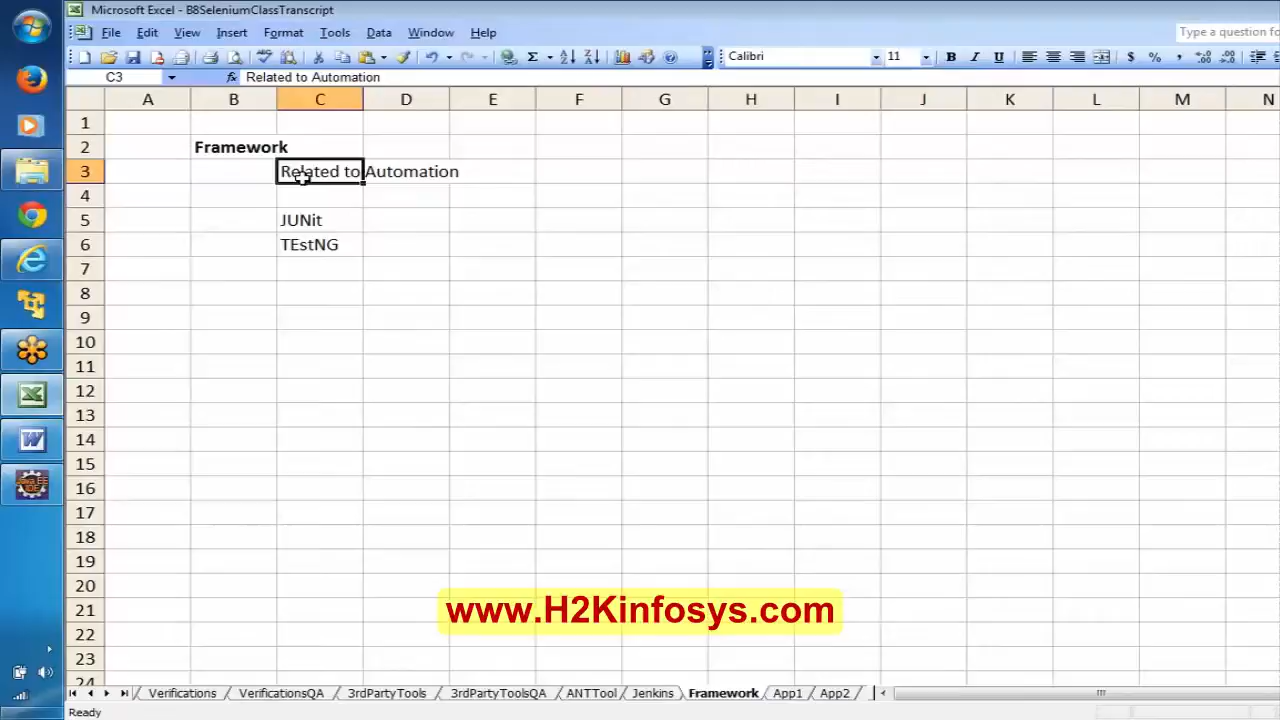 Microsoft Excel - B8SeleniumClassTranscript
File Edit View Insert Format Tools Data Window Help
Type a question fo
Calibri 11 B I U $ % ,
C3 fx Related to Automation
A B C D E F G H I J K L M N
1
2 Framework
3 Related to Automation
4
5 JUNit
6 TEstNG
7
8
9
10
11
12
13
14
15
16
17
18
19
20
21
22
23
24
www.H2Kinfosys.com
Verifications VerificationsQA 3rdPartyTools 3rdPartyToolsQA ANTTool Jenkins Framework App1 App2
Ready